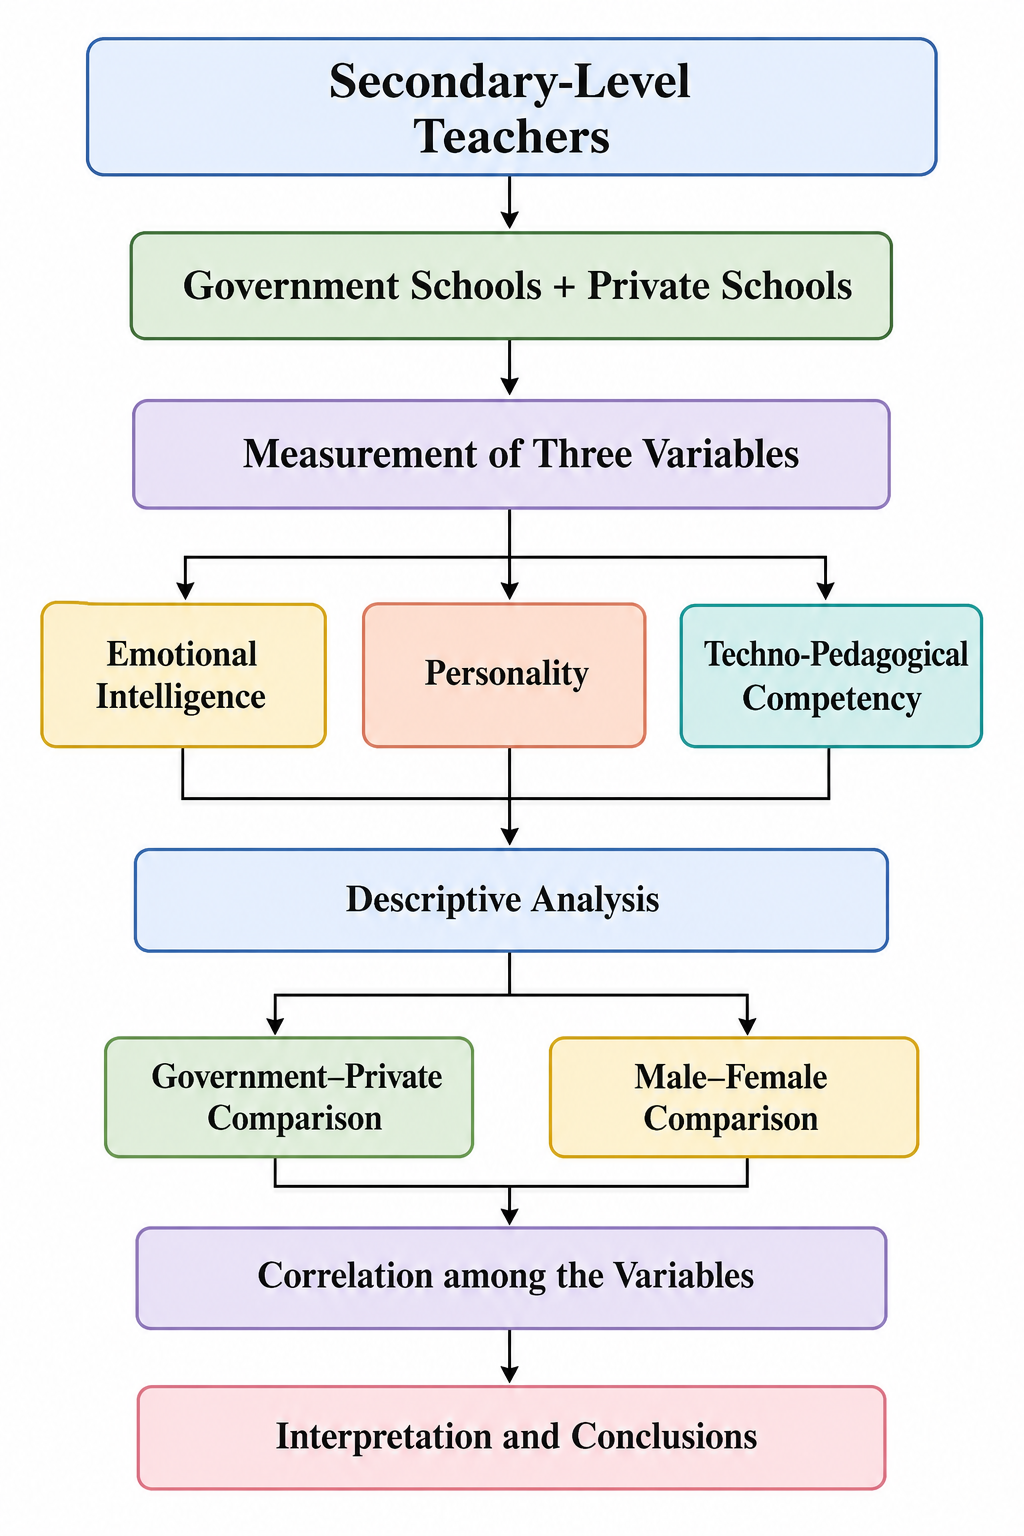 Secondary-Level
Teachers
Government Schools + Private Schools
Measurement of Three Variables
Emotional
Intelligence
Personality
Techno-Pedagogical
Competency
Descriptive Analysis
Government–Private
Comparison
Male–Female
Comparison
Correlation among the Variables
Interpretation and Conclusions